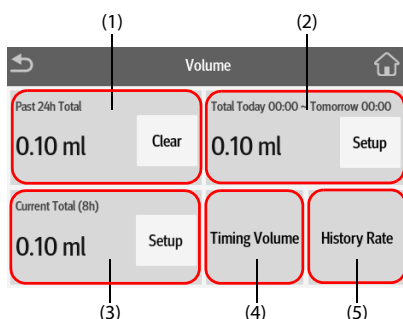 (1) (2)
Volume
Past 24h Total
0.10 ml
Clear
Total Today 00:00 ~ Tomorrow 00:00
0.10 ml
Setup
Current Total (8h)
0.10 ml
Setup
Timing Volume
History Rate
(3) (4) (5)